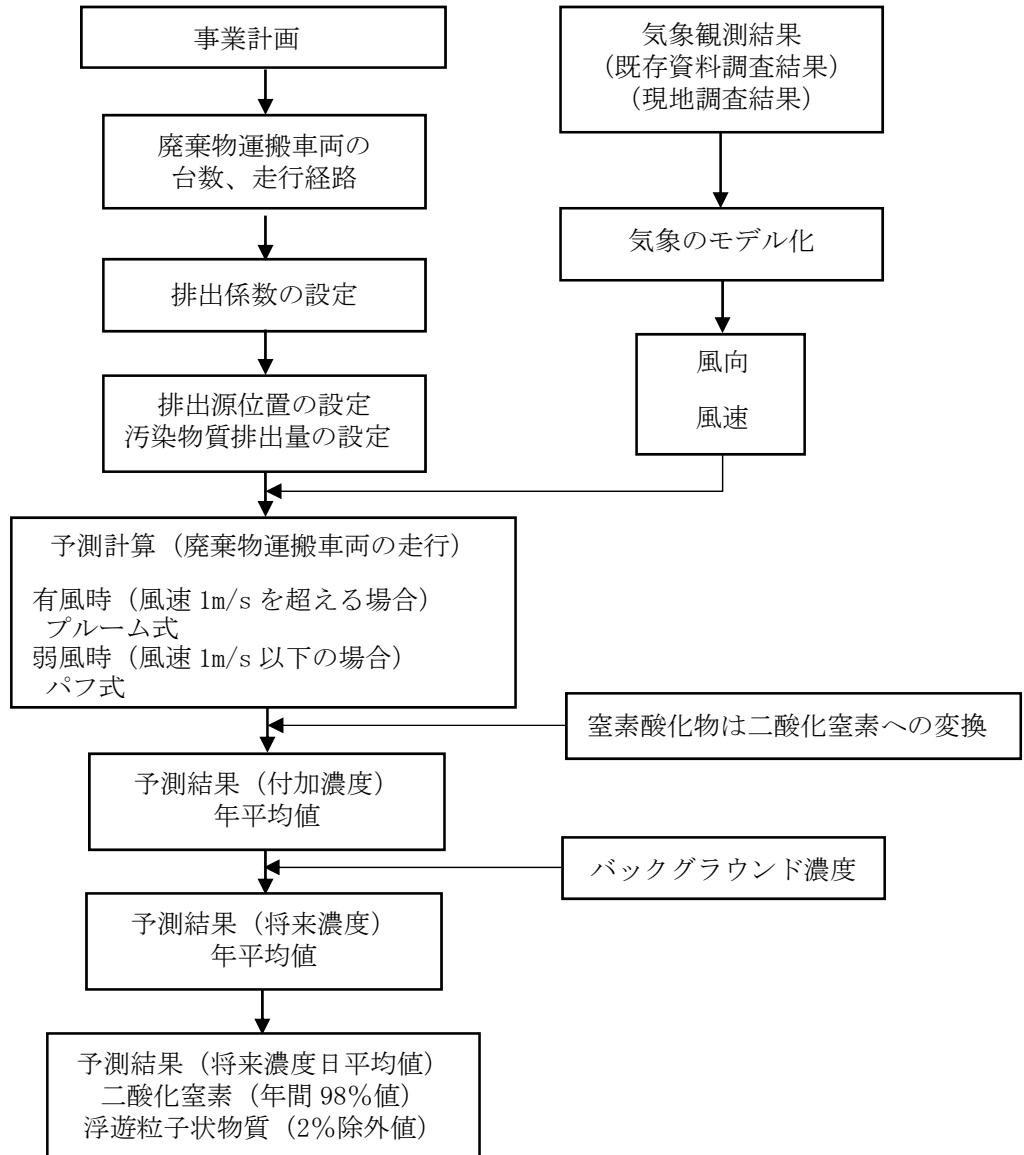 事業計画
気象観測結果
（既存資料調査結果）
（現地調査結果）
廃棄物運搬車両の
台数、走行経路
気象のモデル化
排出係数の設定
風向
風速
排出源位置の設定
汚染物質排出量の設定
予測計算（廃棄物運搬車両の走行）
有風時（風速 1m/s を超える場合）
プルーム式
弱風時（風速 1m/s 以下の場合）
パフ式
窒素酸化物は二酸化窒素への変換
予測結果（付加濃度）
年平均値
バックグラウンド濃度
予測結果（将来濃度）
年平均値
予測結果（将来濃度日平均値）
二酸化窒素（年間 98％値）
浮遊粒子状物質（2％除外値）